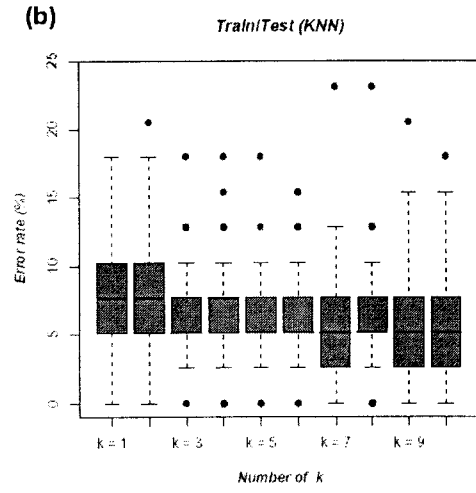 (b)
Train/Test (KNN)
Error rate (%)
25
20
15
10
5
0
k = 1
k = 3
k = 5
k = 7
k = 9
Number of k